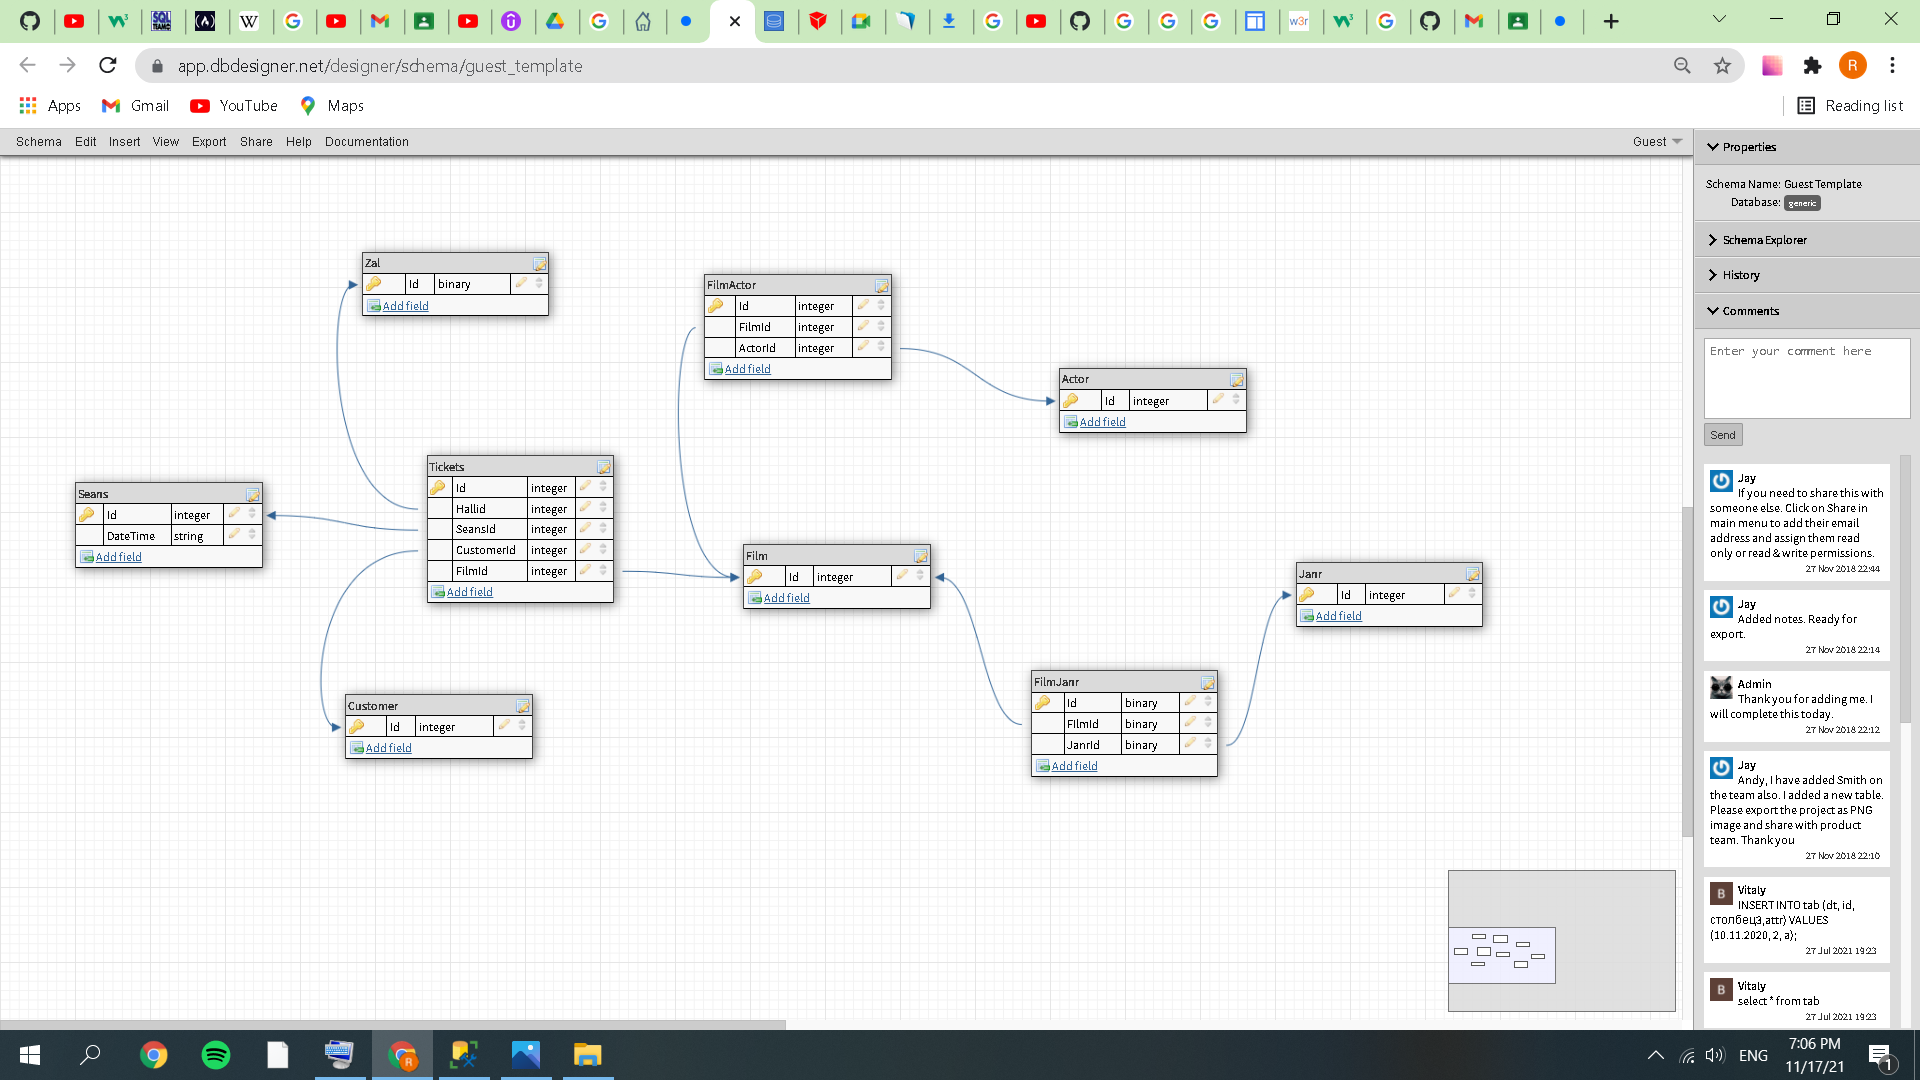 app.dbdesigner.net/designer/schema/guest_template
R
Apps
Gmail
YouTube
Maps
Reading list
Schema
Edit
Insert
View
Export
Share
Help
Documentation
Guest
Zal
Id binary
Add field
FilmActor
Id integer
FilmId integer
ActorId integer
Add field
Actor
Id integer
Add field
Tickets
Id integer
Hallid integer
SeansId integer
CustomerId integer
FilmId integer
Add field
Seans
Id integer
DateTime string
Add field
Film
Id integer
Add field
Janr
Id integer
Add field
FilmJanr
Id binary
FIlmId binary
JanrId binary
Add field
Customer
Id integer
Add field
Properties
Schema Name: Guest Template
Database: generic
Schema Explorer
History
Comments
Enter your comment here
Send
Jay
If you need to share this with
someone else. Click on Share in
main menu to add their email
address and assign them read
only or read & write permissions.
27 Nov 2018 22:44
Jay
Added notes. Ready for
export.
27 Nov 2018 22:14
Admin
Thank you for adding me. I
will complete this today.
27 Nov 2018 22:12
Jay
Andy, I have added Smith on
the team also. I added a new table.
Please export the project as PNG
image and share with product
team. Thank you
27 Nov 2018 22:10
B
Vitaly
INSERT INTO tab (dt, id,
столбец3,attr) VALUES
(10.11.2020, 2, a);
27 Jul 2021 19:23
B
Vitaly
select * from tab
27 Jul 2021 19:23
ENG
7:06 PM
11/17/21
1